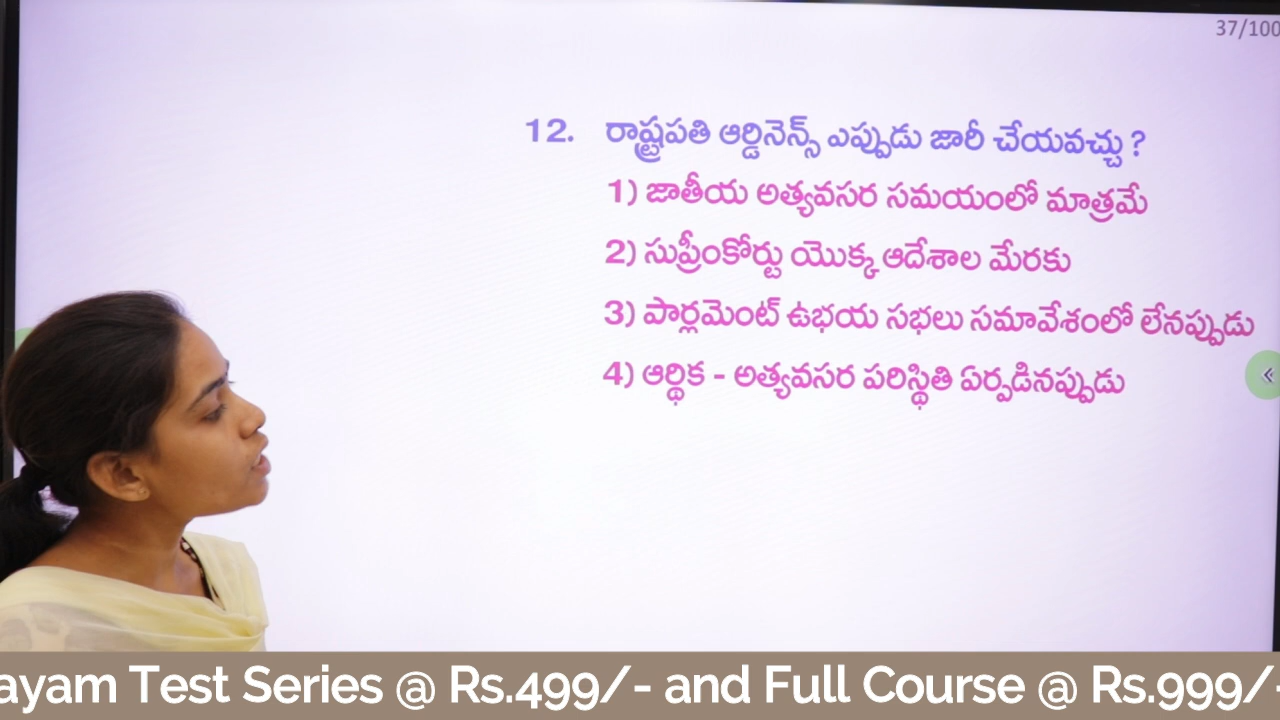 37/100
12. రాష్ట్రపతి ఆర్డినెన్స్ ఎప్పుడు జారీ చేయవచ్చు ?
1) జాతీయ అత్యవసర సమయంలో మాత్రమే
2) సుప్రీంకోర్టు యొక్క ఆదేశాల మేరకు
3) పార్లమెంట్ ఉభయ సభలు సమావేశంలో లేనప్పుడు
4) ఆర్థిక - అత్యవసర పరిస్థితి ఏర్పడినప్పుడు
ayam Test Series @ Rs.499/- and Full Course @ Rs.999/-